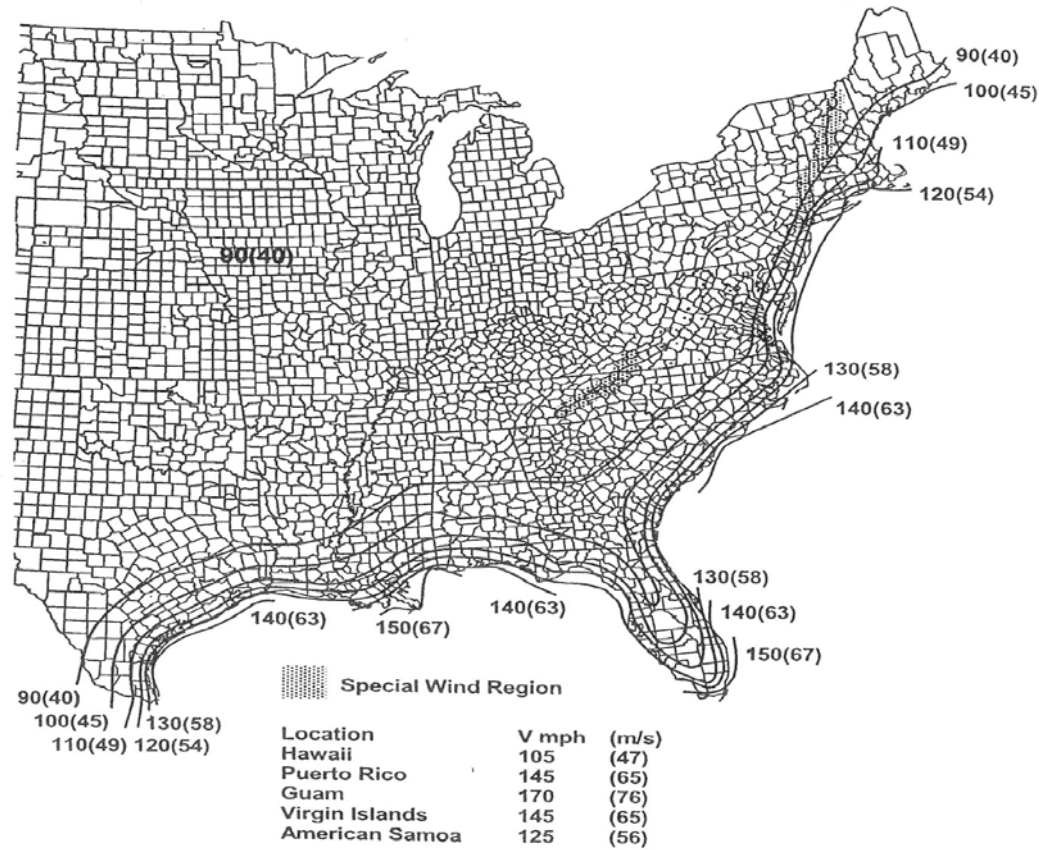 90(40)
100(45)
110(49)
120(54)
90(40)
130(58)
140(63)
130(58)
140(63)
140(63)
140(63)
150(67)
150(67)
90(40)
100(45)
130(58)
110(49) 120(54)
Special Wind Region
Location V mph (m/s)
Hawaii 105 (47)
Puerto Rico 145 (65)
Guam 170 (76)
Virgin Islands 145 (65)
American Samoa 125 (56)